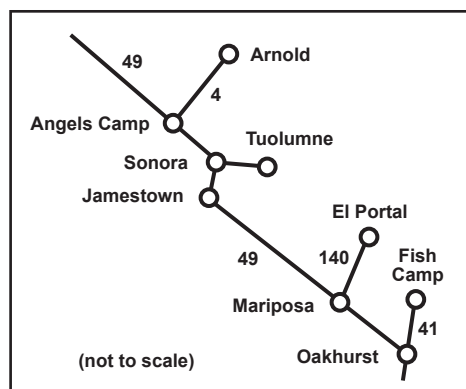 49
Arnold
4
Angels Camp
Tuolumne
Sonora
Jamestown
El Portal
49
140
Fish
Camp
Mariposa
41
(not to scale)
Oakhurst